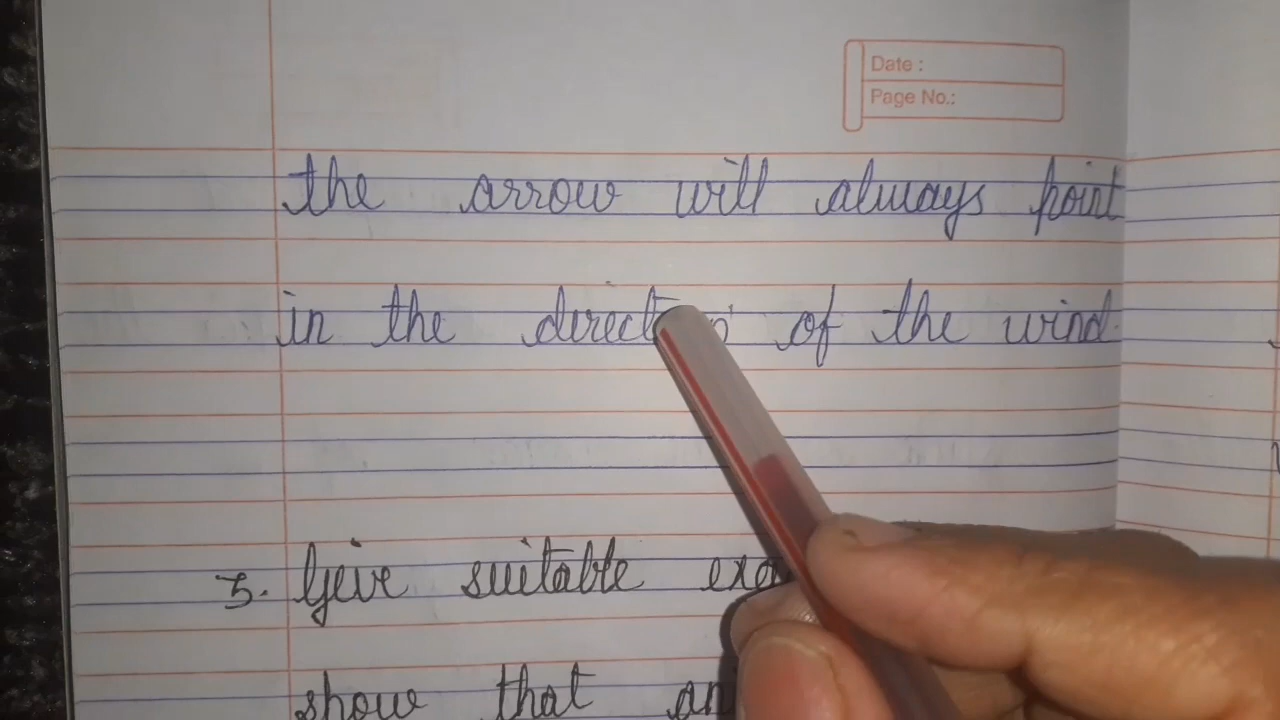 Date :
Page No.:
the arrow will always point
in the of the wind.
5. Give suitable
show that